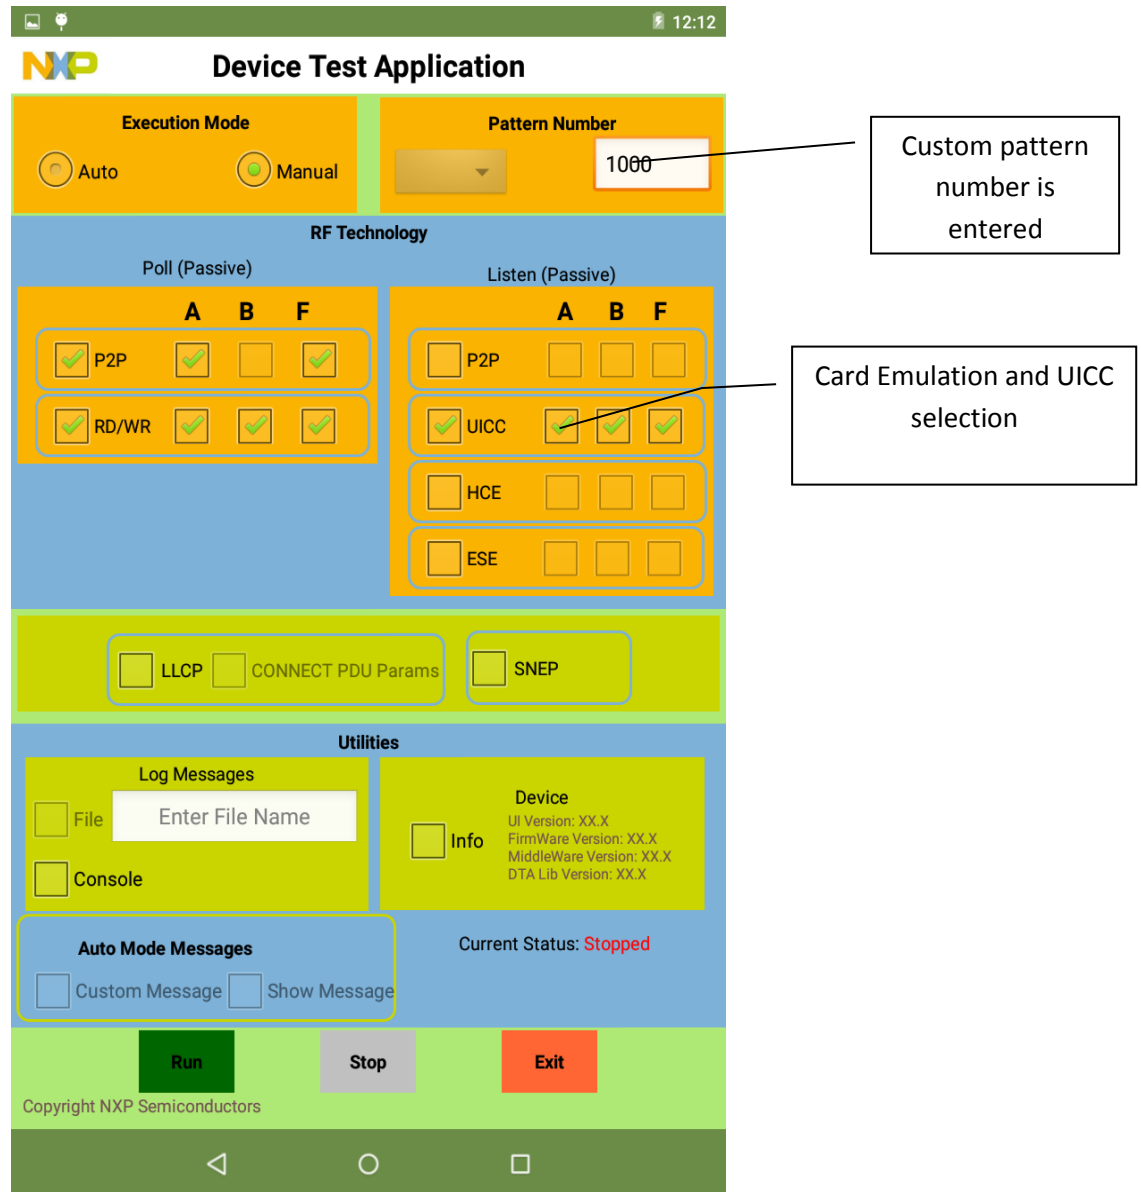 12:12
NXP
Device Test Application
Execution Mode
Auto
Manual
Pattern Number
1000
Custom pattern
number is
entered
RF Technology
Poll (Passive)
A B F
P2P
RD/WR
Listen (Passive)
A B F
P2P
UICC
HCE
ESE
Card Emulation and UICC
selection
LLCP
CONNECT PDU Params
SNEP
Utilities
Log Messages
File
Enter File Name
Console
Info
Device
UI Version: XX.X
FirmWare Version: XX.X
MiddleWare Version: XX.X
DTA Lib Version: XX.X
Auto Mode Messages
Custom Message
Show Message
Current Status: Stopped
Run
Stop
Exit
Copyright NXP Semiconductors